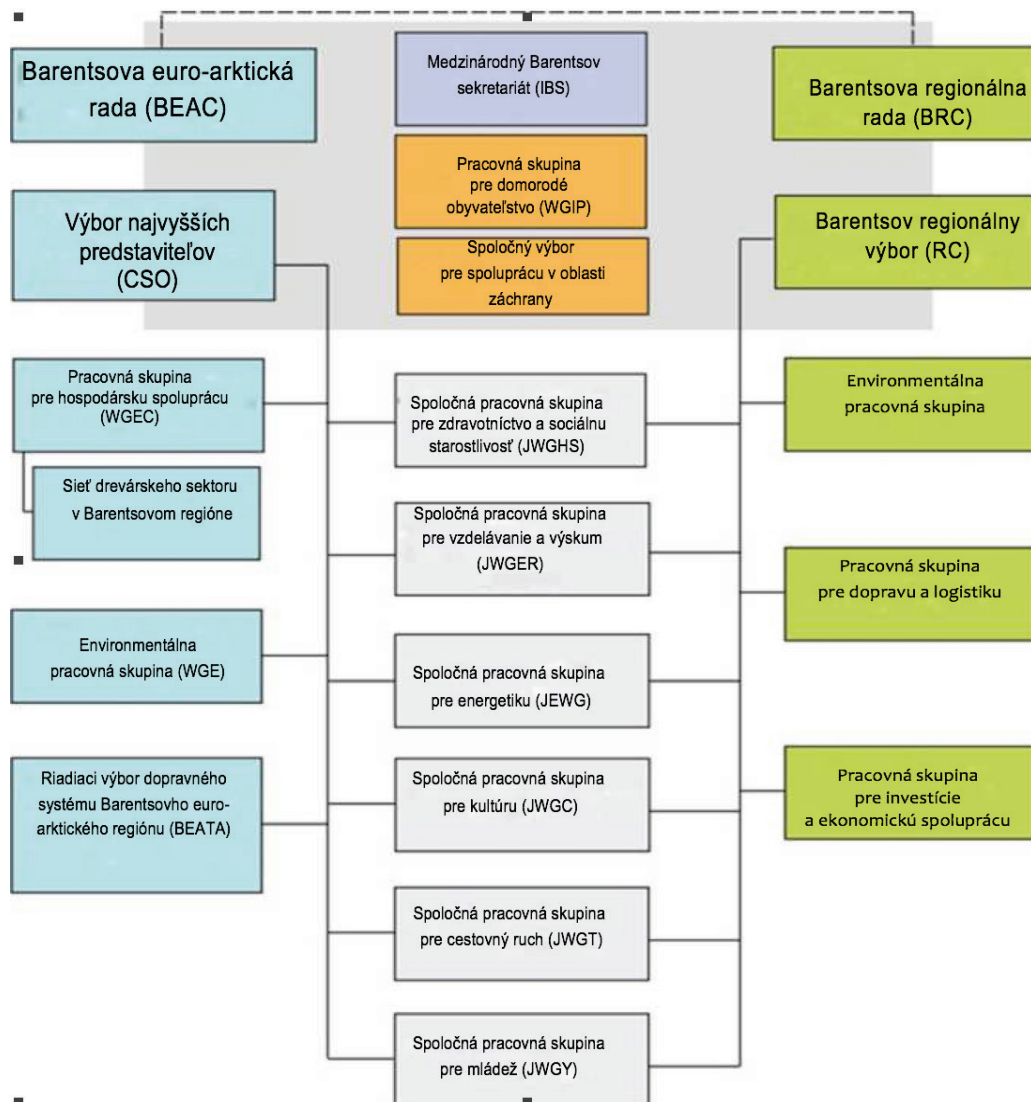 Barentsova euro-arktická
rada (BEAC)
Medzinárodný Barentsov
sekretariát (IBS)
Barentsova regionálna
rada (BRC)
Pracovná skupina
pre domorodé
obyvateľstvo (WGIP)
Výbor najvyšších
predstaviteľov
(CSO)
Spoločný výbor
pre spoluprácu v oblasti
záchrany
Barentsov regionálny
výbor (RC)
Pracovná skupina
pre hospodársku spoluprácu
(WGEC)
Sieť drevárskeho sektoru
v Barentsovom regióne
Environmentálna
pracovná skupina (WGE)
Riadiaci výbor dopravného
systému Barentsovho euro-
arktického regiónu (BEATA)
Spoločná pracovná skupina
pre zdravotníctvo a sociálnu
starostlivosť (JWGHS)
Spoločná pracovná skupina
pre vzdelávanie a výskum
(JWGER)
Spoločná pracovná skupina
pre energetiku (JEWG)
Spoločná pracovná skupina
pre kultúru (JWGC)
Spoločná pracovná skupina
pre cestovný ruch (JWGT)
Spoločná pracovná skupina
pre mládež (JWGY)
Environmentálna
pracovná skupina
Pracovná skupina
pre dopravu a logistiku
Pracovná skupina
pre investície
a ekonomickú spoluprácu